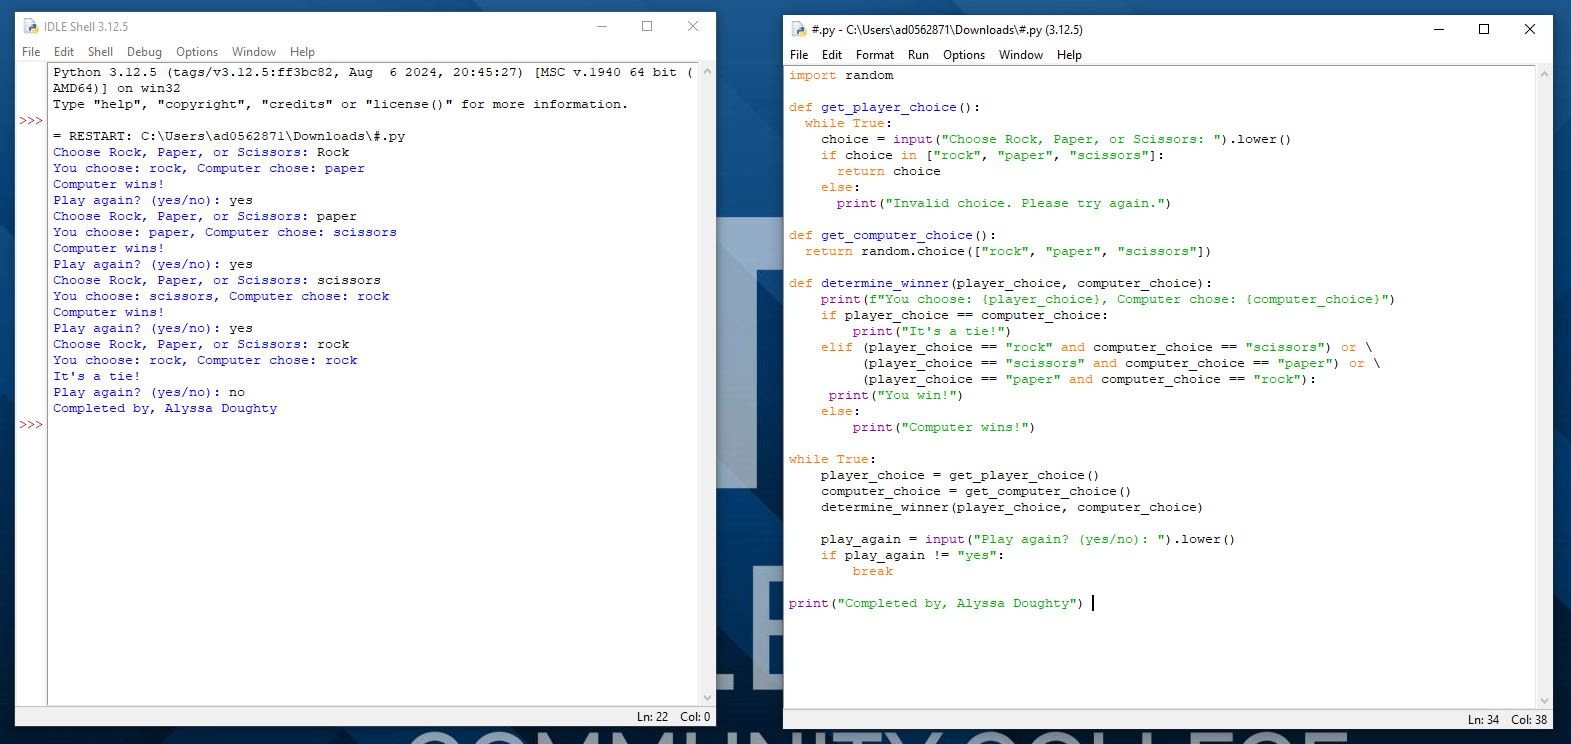 IDLE Shell 3.12.5
File Edit Shell Debug Options Window Help
Python 3.12.5 (tags/v3.12.5:ff3bc82, Aug  6 2024, 20:45:27) [MSC v.1940 64 bit (
AMD64)] on win32
Type "help", "copyright", "credits" or "license()" for more information.
>>>
= RESTART: C:\Users\ad0562871\Downloads\#.py
Choose Rock, Paper, or Scissors: Rock
You choose: rock, Computer chose: paper
Computer wins!
Play again? (yes/no): yes
Choose Rock, Paper, or Scissors: paper
You choose: paper, Computer chose: scissors
Computer wins!
Play again? (yes/no): yes
Choose Rock, Paper, or Scissors: scissors
You choose: scissors, Computer chose: rock
Computer wins!
Play again? (yes/no): yes
Choose Rock, Paper, or Scissors: rock
You choose: rock, Computer chose: rock
It's a tie!
Play again? (yes/no): no
Completed by, Alyssa Doughty
>>>
Ln: 22 Col: 0
#.py - C:\Users\ad0562871\Downloads\#.py (3.12.5)
File Edit Format Run Options Window Help
import random
def get_player_choice():
  while True:
    choice = input("Choose Rock, Paper, or Scissors: ").lower()
    if choice in ["rock", "paper", "scissors"]:
      return choice
    else:
      print("Invalid choice. Please try again.")
def get_computer_choice():
  return random.choice(["rock", "paper", "scissors"])
def determine_winner(player_choice, computer_choice):
    print(f"You choose: {player_choice}, Computer chose: {computer_choice}")
    if player_choice == computer_choice:
        print("It's a tie!")
    elif (player_choice == "rock" and computer_choice == "scissors") or \
         (player_choice == "scissors" and computer_choice == "paper") or \
         (player_choice == "paper" and computer_choice == "rock"):
     print("You win!")
    else:
        print("Computer wins!")
while True:
    player_choice = get_player_choice()
    computer_choice = get_computer_choice()
    determine_winner(player_choice, computer_choice)
    play_again = input("Play again? (yes/no): ").lower()
    if play_again != "yes":
        break
print("Completed by, Alyssa Doughty")
Ln: 34 Col: 38
COMMUNITY COLLEGE